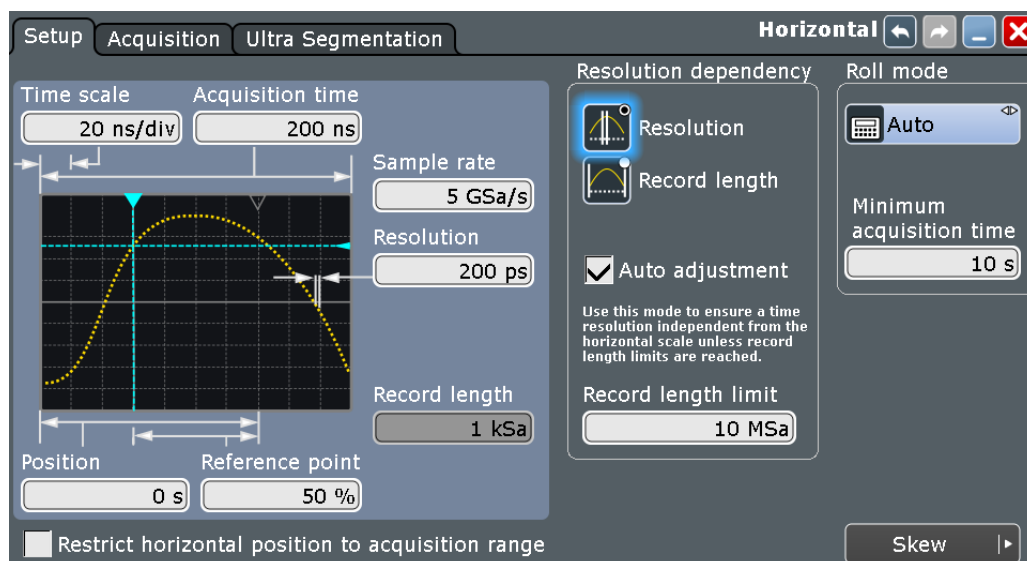 Setup Acquisition Ultra Segmentation Horizontal
Time scale Acquisition time
20 ns/div 200 ns
Sample rate
5 GSa/s
Resolution
200 ps
Record length
1 kSa
Position Reference point
0 s 50 %
Restrict horizontal position to acquisition range
Resolution dependency
Resolution
Record length
Auto adjustment
Use this mode to ensure a time
resolution independent from the
horizontal scale unless record
length limits are reached.
Record length limit
10 MSa
Roll mode
Auto
Minimum
acquisition time
10 s
Skew